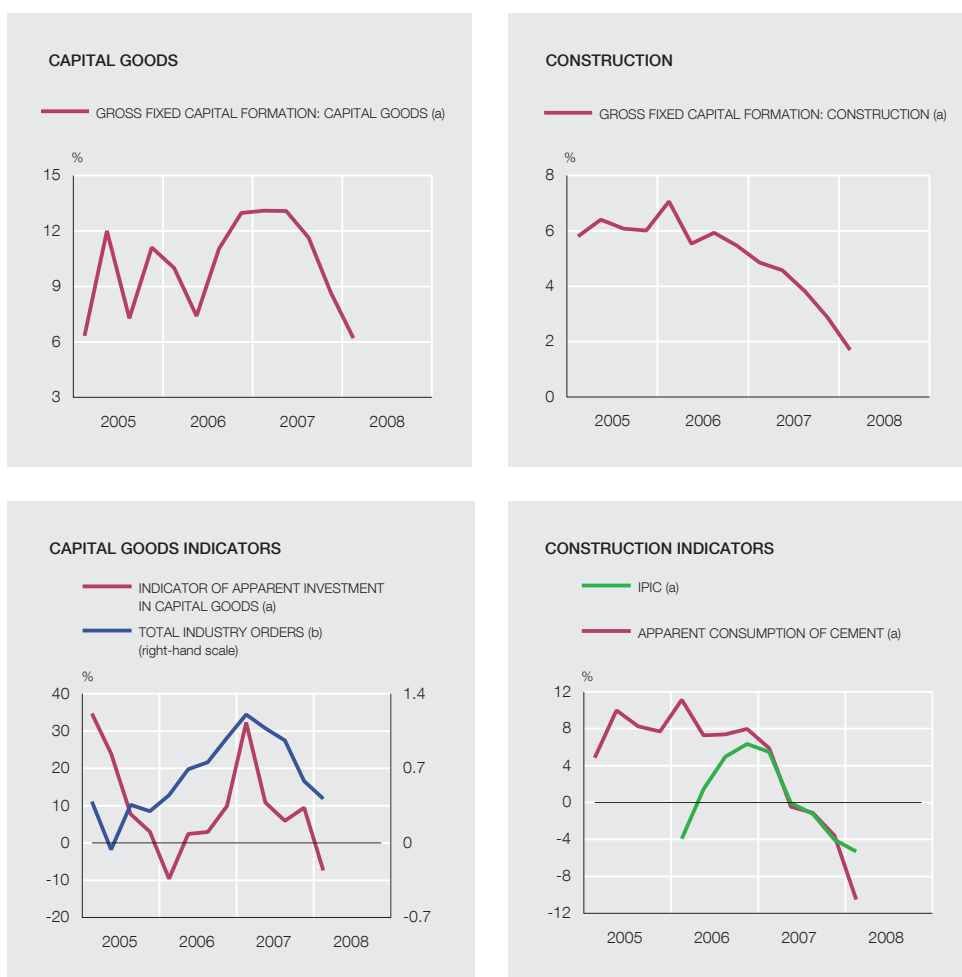 CAPITAL GOODS
GROSS FIXED CAPITAL FORMATION: CAPITAL GOODS (a)
%
15
12
9
6
3
2005 2006 2007 2008
CONSTRUCTION
GROSS FIXED CAPITAL FORMATION: CONSTRUCTION (a)
%
8
6
4
2
0
2005 2006 2007 2008
CAPITAL GOODS INDICATORS
INDICATOR OF APPARENT INVESTMENT
IN CAPITAL GOODS (a)
TOTAL INDUSTRY ORDERS (b)
(right-hand scale)
%
40 1.4
30
20 0.7
10
0 0
-10
-20 -0.7
2005 2006 2007 2008
CONSTRUCTION INDICATORS
IPIC (a)
APPARENT CONSUMPTION OF CEMENT (a)
%
12
8
4
0
-4
-8
-12
2005 2006 2007 2008